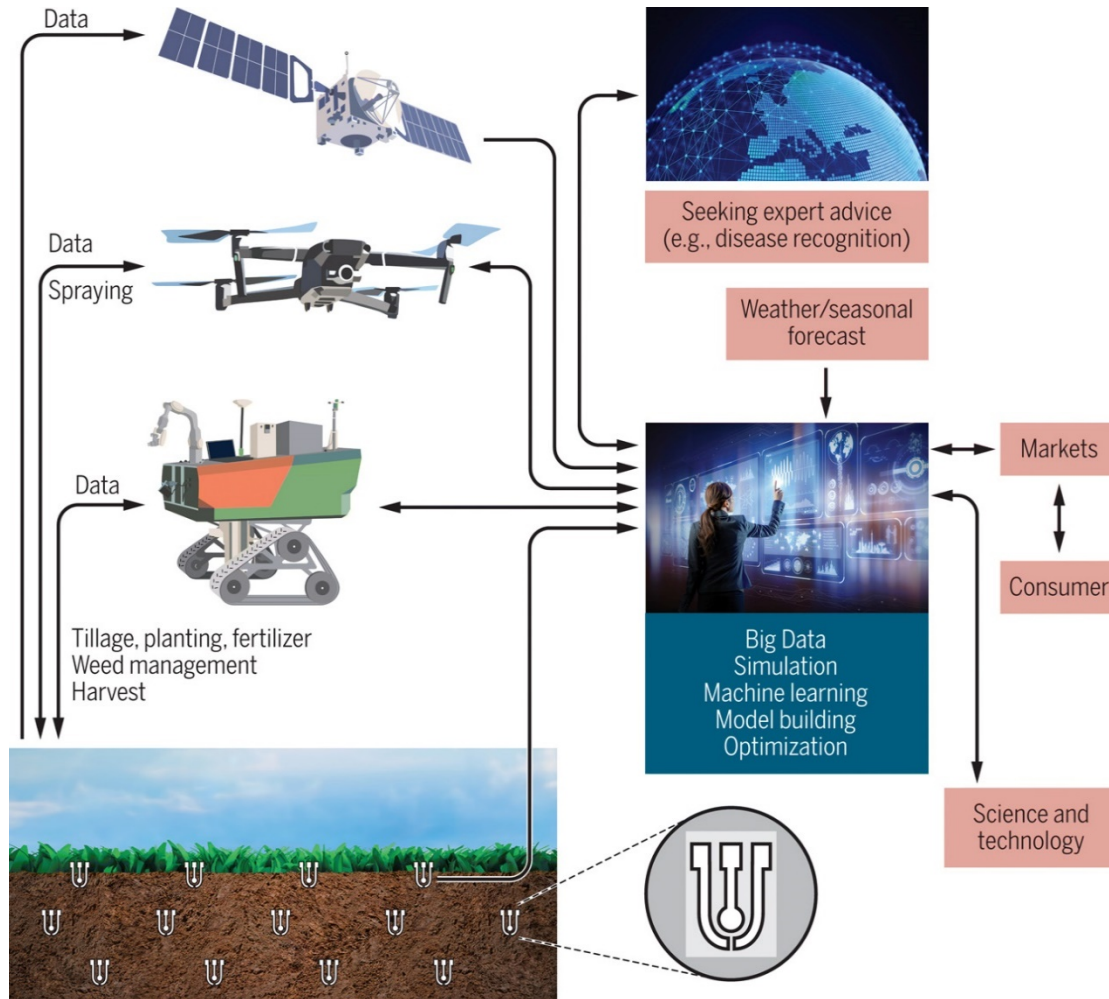 Data
Data
Spraying
Data
Tillage, planting, fertilizer
Weed management
Harvest
Seeking expert advice
(e.g., disease recognition)
Weather/seasonal
forecast
Markets
Consumer
Big Data
Simulation
Machine learning
Model building
Optimization
Science and
technology